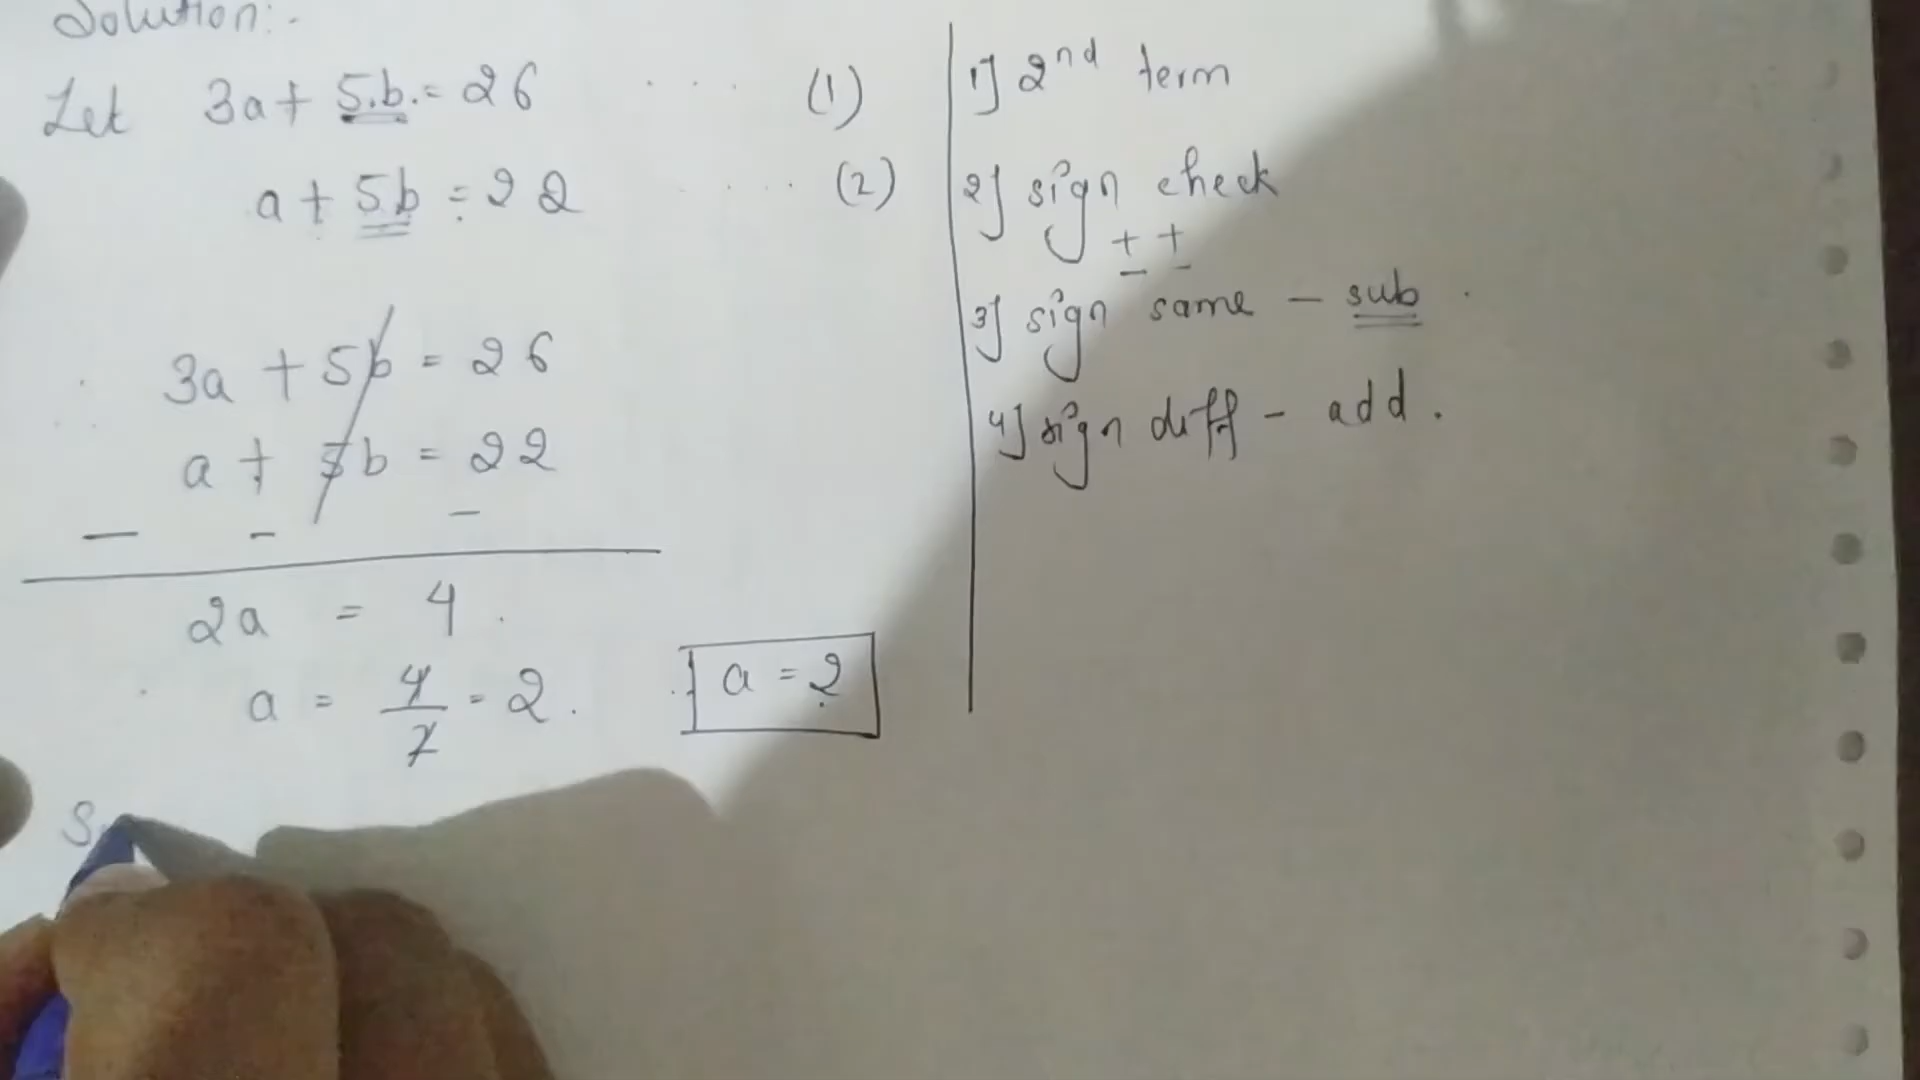 Solution:-
Let 3a + 5.b. = 26 .... (1)
a + 5b = 22 .... (2)
3a + 5b = 26
a + 5b = 22
— - -
2a = 4.
a = 4/2 = 2.
a = 2
1] 2nd term
2] sign check
+ +
- -
3] sign same - sub.
4] sign diff - add.